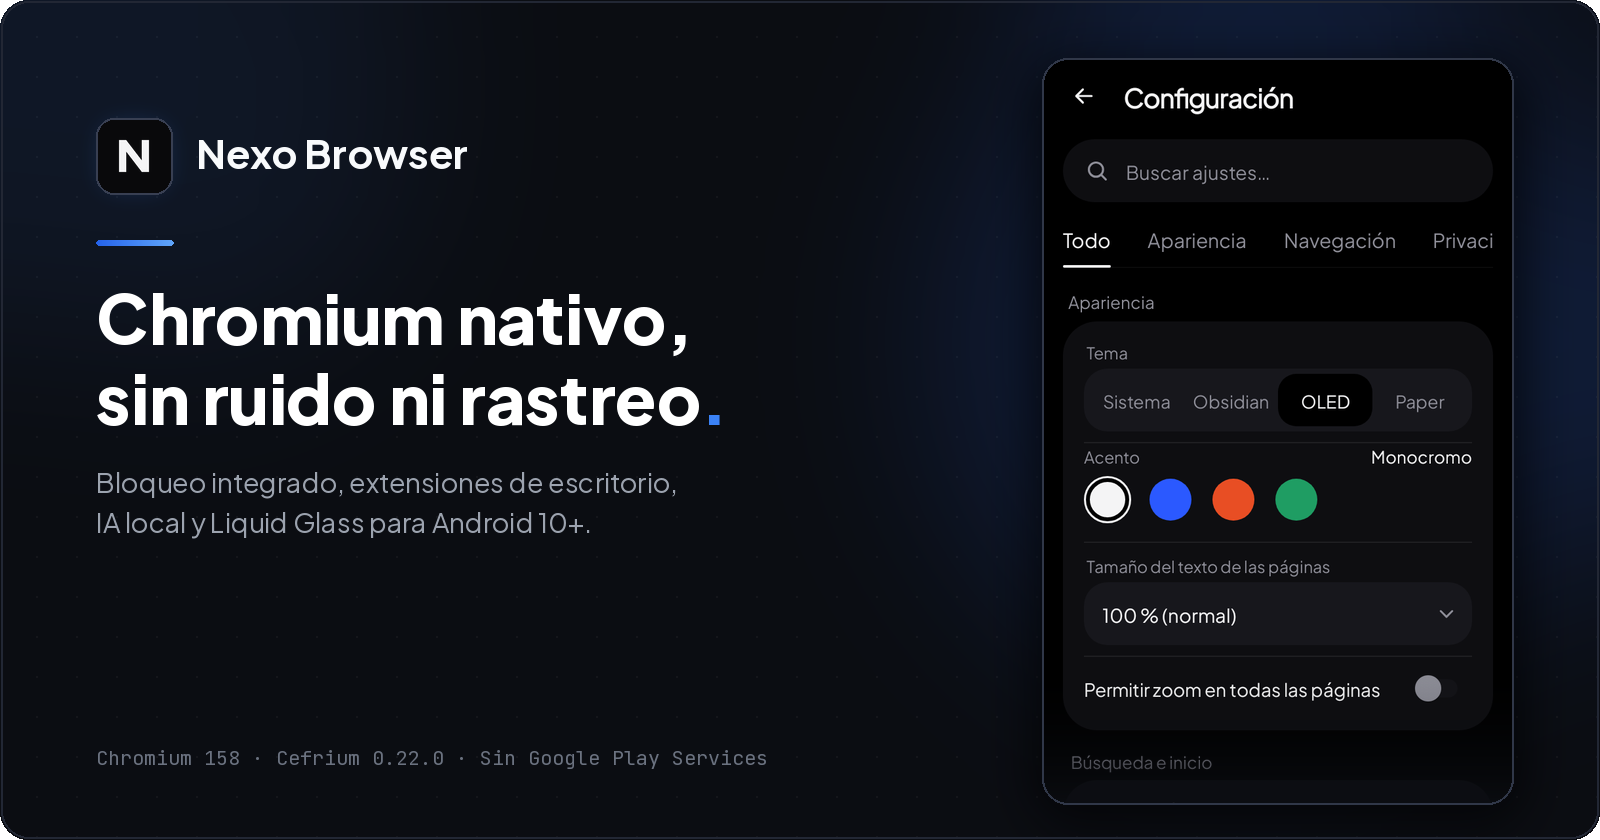 N
Nexo Browser
Chromium nativo,
sin ruido ni rastreo.
Bloqueo integrado, extensiones de escritorio,
IA local y Liquid Glass para Android 10+.
Chromium 158 · Cefrium 0.22.0 · Sin Google Play Services
Configuración
Buscar ajustes...
Todo Apariencia Navegación Privaci
Apariencia
Tema
Sistema Obsidian OLED Paper
Acento Monocromo
Tamaño del texto de las páginas
100 % (normal)
Permitir zoom en todas las páginas
Búsqueda e inicio